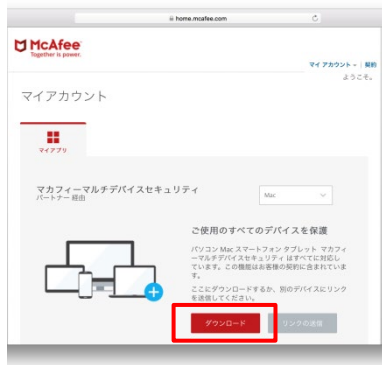 home.mcafee.com
McAfee
Together is power.
マイ アカウント
契約
ようこそ。
マイアカウント
マイアプリ
マカフィーマルチデバイスセキュリティ
パートナー 経由
Mac
ご使用のすべてのデバイスを保護
パソコン Mac スマートフォン タブレット マカフィ
ーマルチデバイスセキュリティ はすべてに対応し
ています。この機能はお客様の契約に含まれていま
す。
ここにダウンロードするか、別のデバイスにリンク
を送信してください。
ダウンロード
リンクの送信